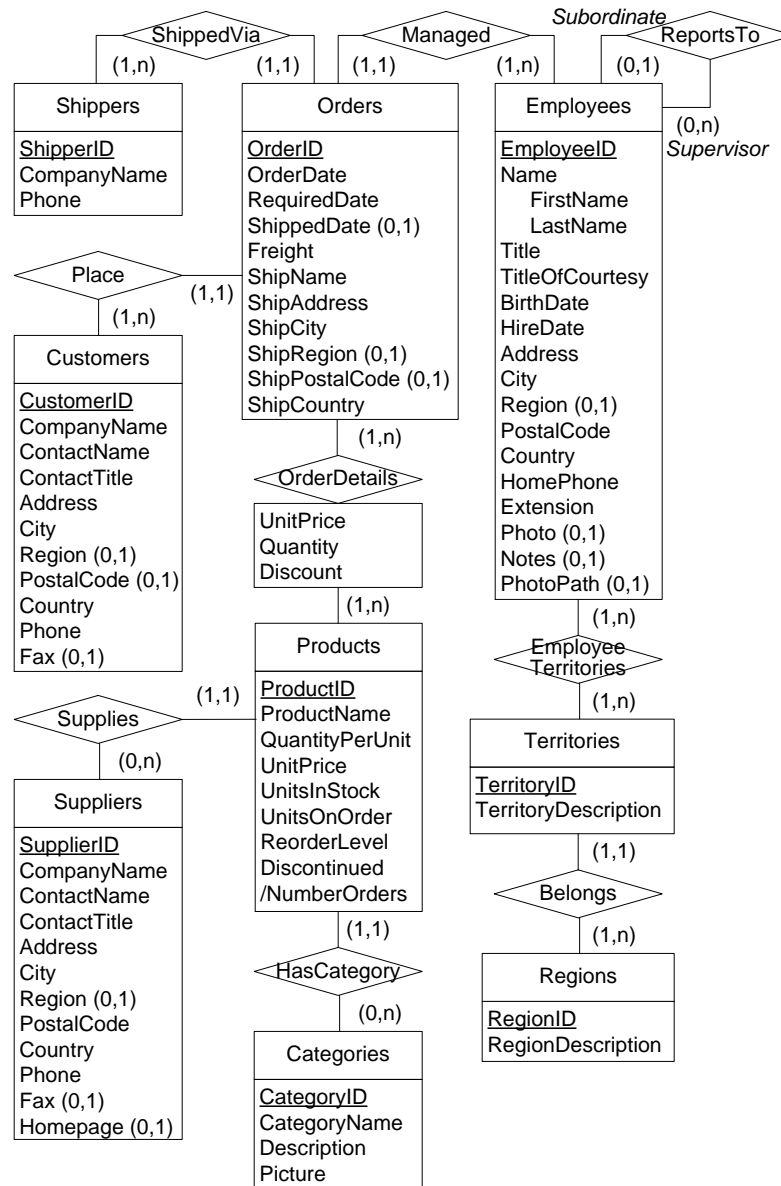 ShippedVia
(1,n)
(1,1)
Managed
(1,1)
(1,n)
Subordinate
ReportsTo
(0,1)
(0,n)
Supervisor
Shippers
ShipperID
CompanyName
Phone
Orders
OrderID
OrderDate
RequiredDate
ShippedDate (0,1)
Freight
ShipName
ShipAddress
ShipCity
ShipRegion (0,1)
ShipPostalCode (0,1)
ShipCountry
Employees
EmployeeID
Name
FirstName
LastName
Title
TitleOfCourtesy
BirthDate
HireDate
Address
City
Region (0,1)
PostalCode
Country
HomePhone
Extension
Photo (0,1)
Notes (0,1)
PhotoPath (0,1)
Place
(1,1)
(1,n)
Customers
CustomerID
CompanyName
ContactName
ContactTitle
Address
City
Region (0,1)
PostalCode (0,1)
Country
Phone
Fax (0,1)
(1,n)
OrderDetails
UnitPrice
Quantity
Discount
(1,n)
Products
ProductID
ProductName
QuantityPerUnit
UnitPrice
UnitsInStock
UnitsOnOrder
ReorderLevel
Discontinued
/NumberOrders
(1,n)
Employee
Territories
(1,n)
Territories
TerritoryID
TerritoryDescription
(1,1)
Belongs
(1,n)
Regions
RegionID
RegionDescription
(1,1)
Supplies
(0,n)
Suppliers
SupplierID
CompanyName
ContactName
ContactTitle
Address
City
Region (0,1)
PostalCode
Country
Phone
Fax (0,1)
Homepage (0,1)
(1,1)
HasCategory
(0,n)
Categories
CategoryID
CategoryName
Description
Picture